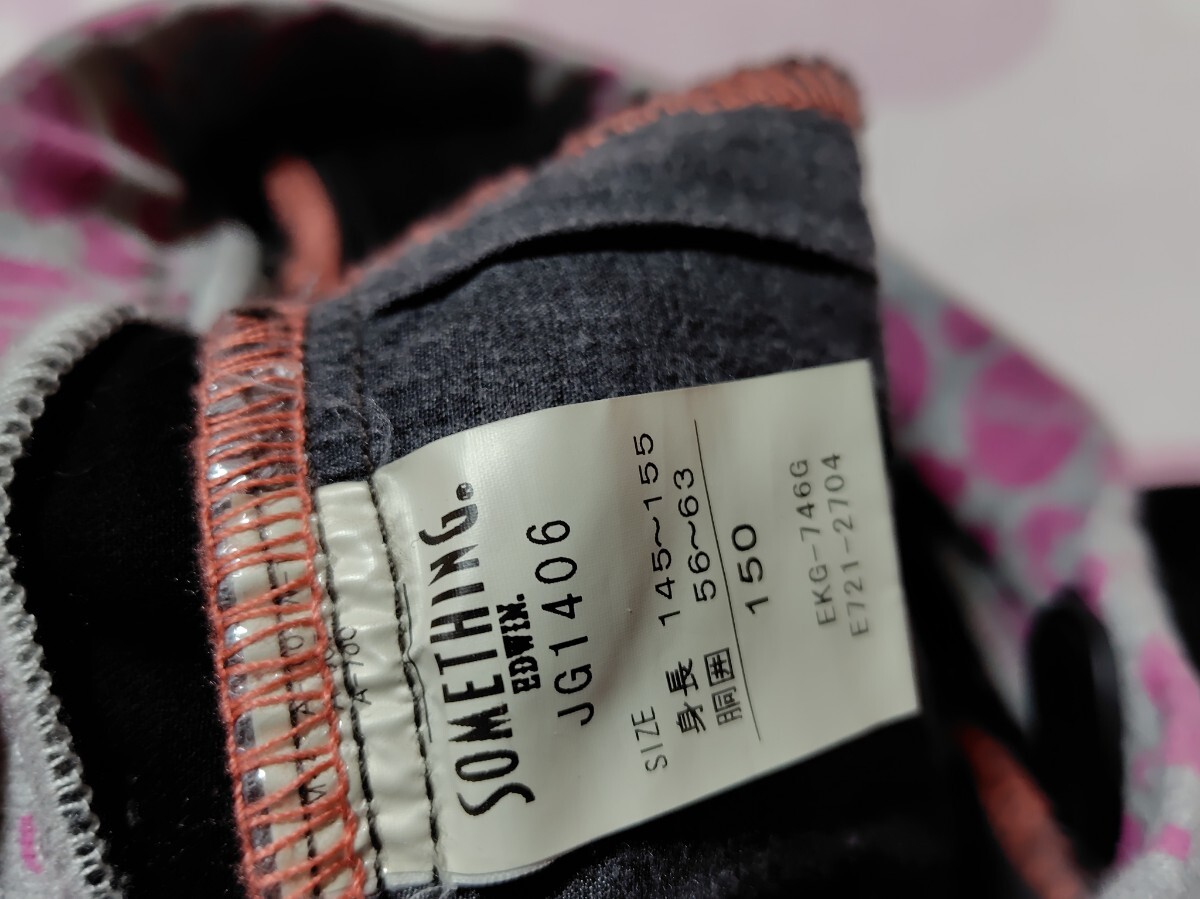 SOMETHING.
EDWIN.
JG1406
SIZE
身長 145~155
胴囲 56~63
150
EKG-746G
E721-2704